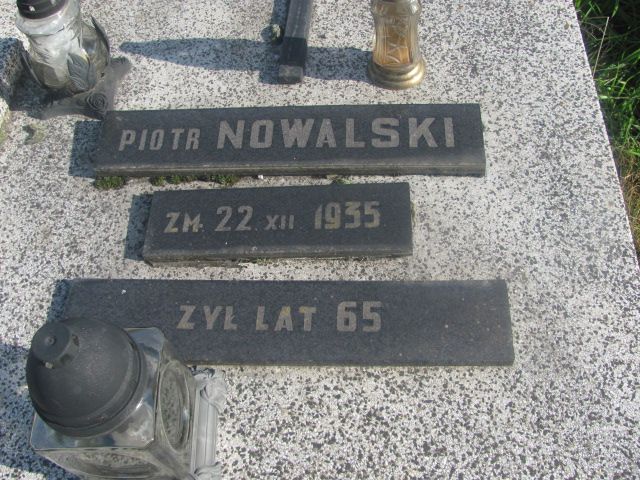 PIOTR NOWALSKI
ZM. 22 XII 1935
ŻYŁ LAT 65